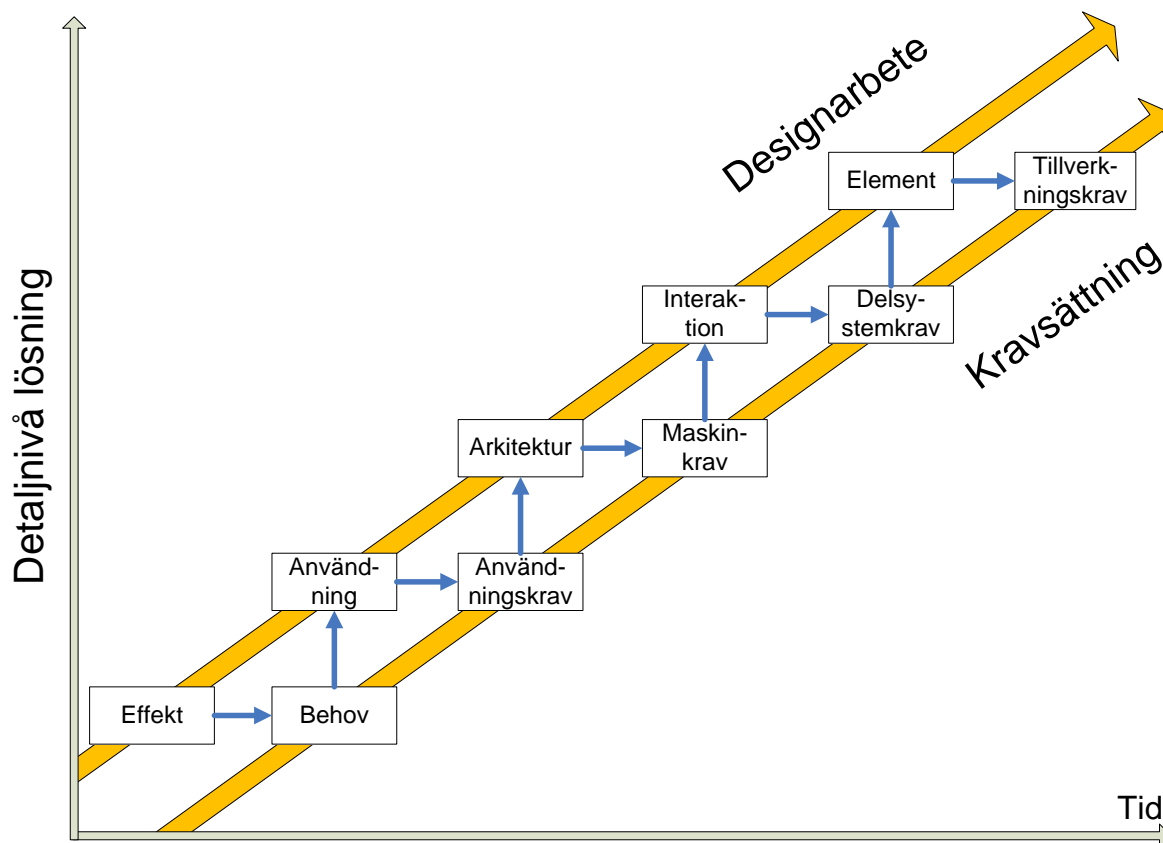 Designarbete
Element
Tillverk-
ningskrav
Detaljnivå lösning
Interak-
tion
Delsy-
stemkrav
Kravsättning
Arkitektur
Maskin-
krav
Använd-
ning
Använd-
ningskrav
Effekt
Behov
Tid